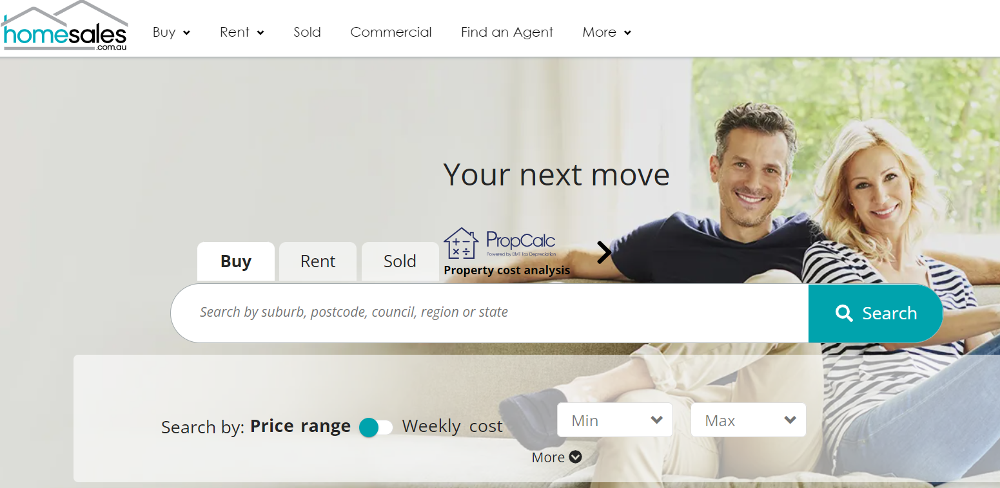 homesales
.com.au
Buy Rent Sold Commercial Find an Agent More
Your next move
Buy Rent Sold
PropCalc
Powered by BMT Tax Depreciation
Property cost analysis
Search by suburb, postcode, council, region or state
Search
Search by: Price range Weekly cost Min Max
More